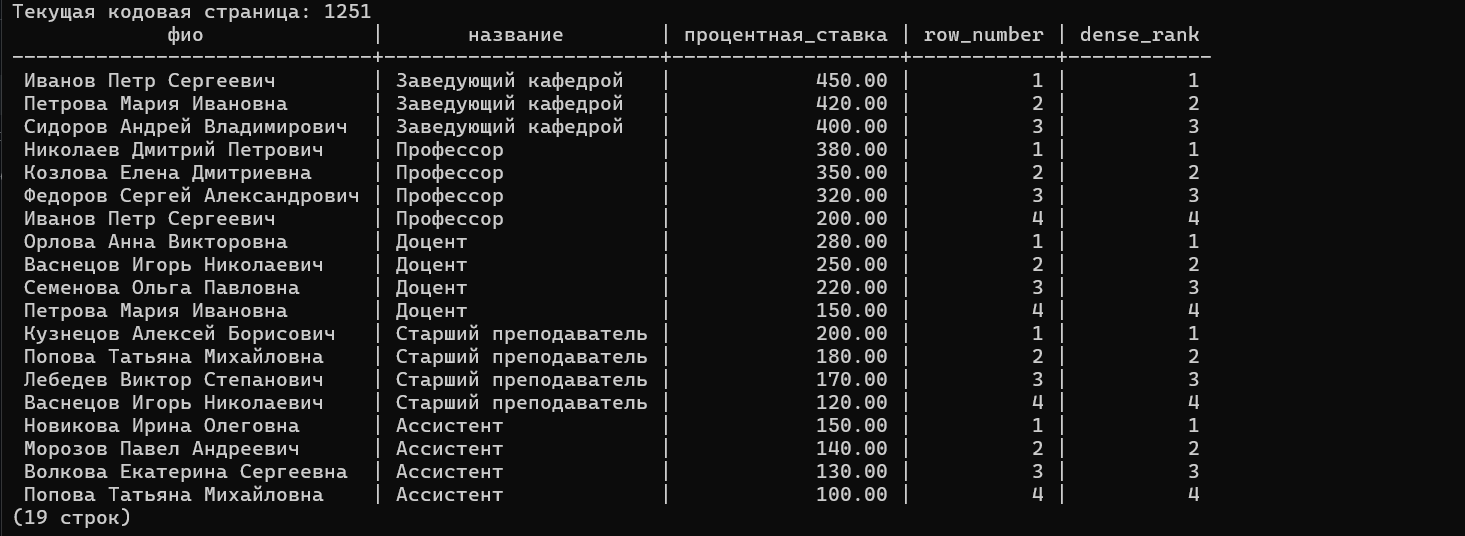 Текущая кодовая страница: 1251
фио | название | процентная_ставка | row_number | dense_rank
------------------------------+-----------------------+-------------------+------------+------------
Иванов Петр Сергеевич | Заведующий кафедрой | 450.00 | 1 | 1
Петрова Мария Ивановна | Заведующий кафедрой | 420.00 | 2 | 2
Сидоров Андрей Владимирович | Заведующий кафедрой | 400.00 | 3 | 3
Николаев Дмитрий Петрович | Профессор | 380.00 | 1 | 1
Козлова Елена Дмитриевна | Профессор | 350.00 | 2 | 2
Федоров Сергей Александрович | Профессор | 320.00 | 3 | 3
Иванов Петр Сергеевич | Профессор | 200.00 | 4 | 4
Орлова Анна Викторовна | Доцент | 280.00 | 1 | 1
Васнецов Игорь Николаевич | Доцент | 250.00 | 2 | 2
Семенова Ольга Павловна | Доцент | 220.00 | 3 | 3
Петрова Мария Ивановна | Доцент | 150.00 | 4 | 4
Кузнецов Алексей Борисович | Старший преподаватель | 200.00 | 1 | 1
Попова Татьяна Михайловна | Старший преподаватель | 180.00 | 2 | 2
Лебедев Виктор Степанович | Старший преподаватель | 170.00 | 3 | 3
Васнецов Игорь Николаевич | Старший преподаватель | 120.00 | 4 | 4
Новикова Ирина Олеговна | Ассистент | 150.00 | 1 | 1
Морозов Павел Андреевич | Ассистент | 140.00 | 2 | 2
Волкова Екатерина Сергеевна | Ассистент | 130.00 | 3 | 3
Попова Татьяна Михайловна | Ассистент | 100.00 | 4 | 4
(19 строк)